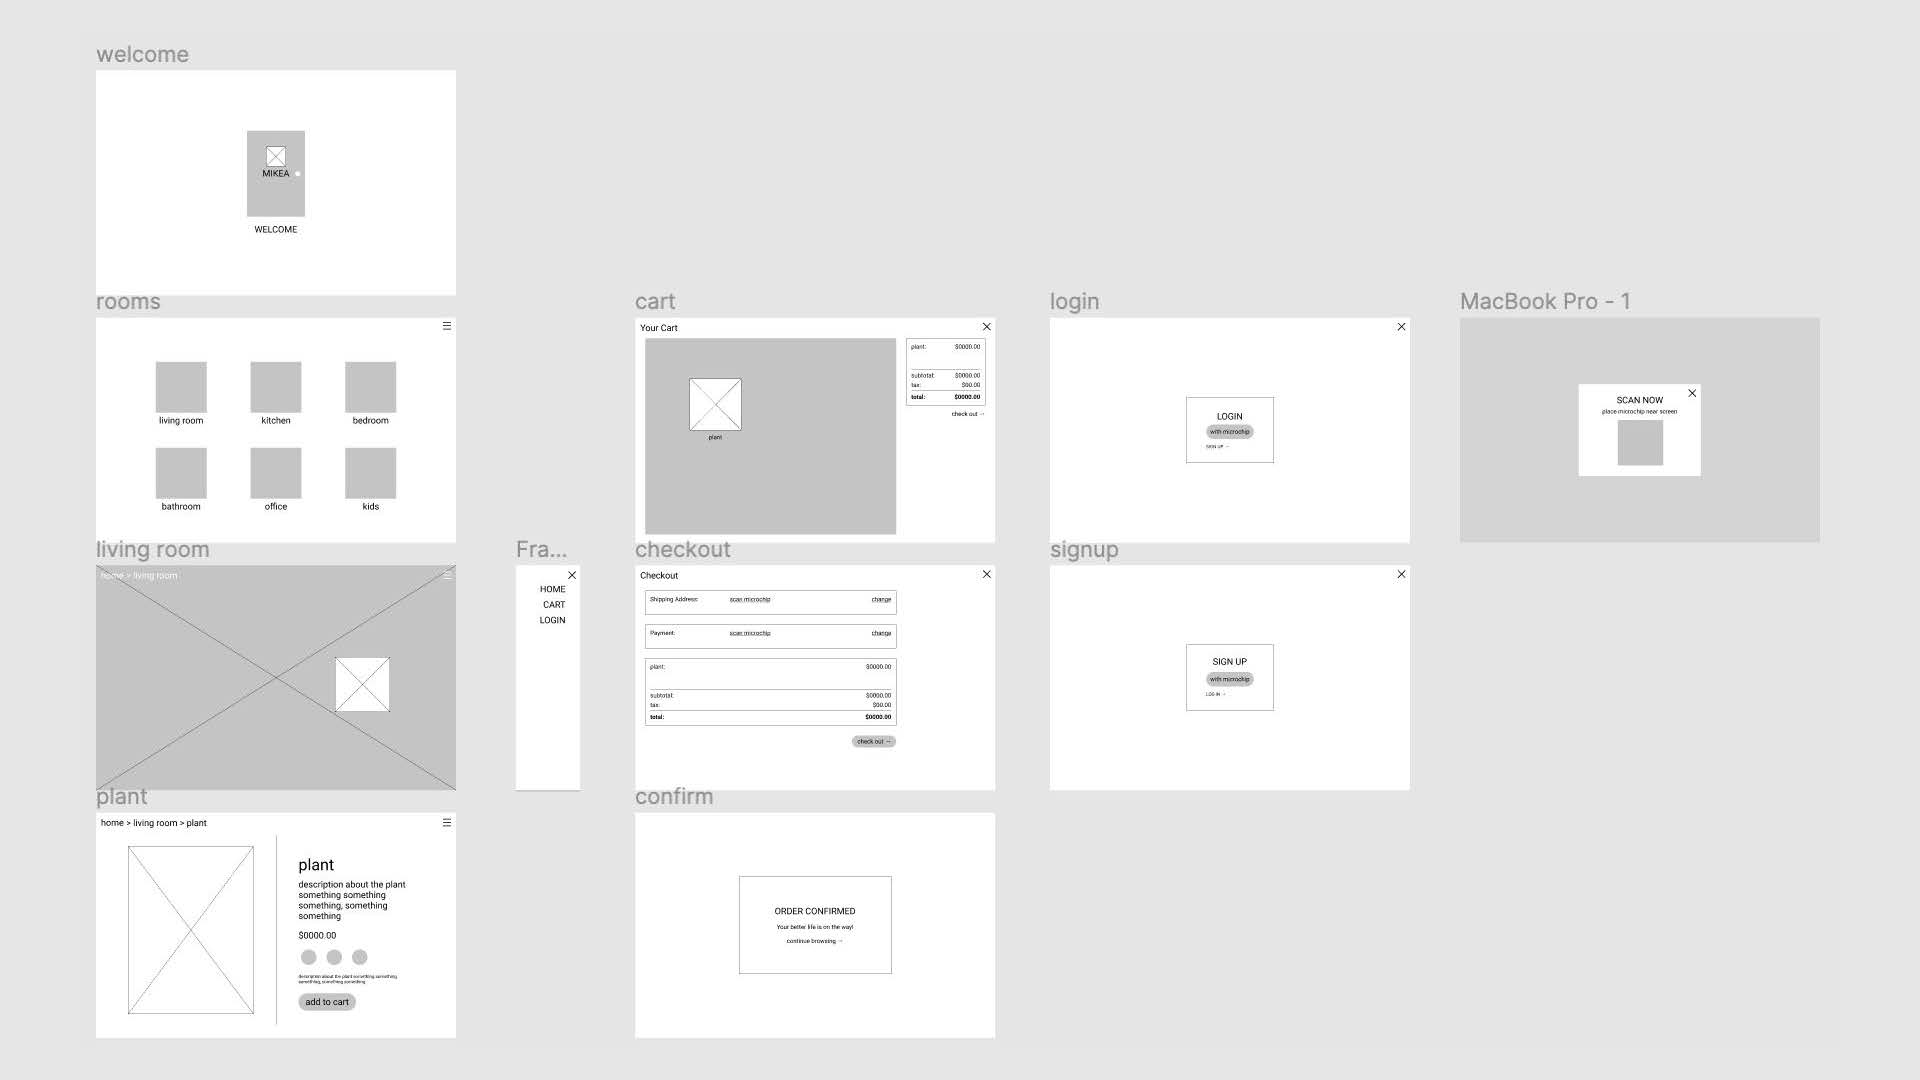 welcome
MIKEA
WELCOME
rooms
living room
kitchen
bedroom
bathroom
office
kids
living room
home > living room
plant
home > living room > plant
plant
description about the plant
something something
something, something
something
$0000.00
description about the plant something something
something, something something
add to cart
Fra...
HOME
CART
LOGIN
cart
Your Cart
plant
plant: $0000.00
subtotal: $0000.00
tax: $00.00
total: $0000.00
check out →
checkout
Checkout
Shipping Address: scan microchip change
Payment: scan microchip change
plant: $0000.00
subtotal: $0000.00
tax: $00.00
total: $0000.00
check out →
confirm
ORDER CONFIRMED
Your better life is on the way!
continue browsing →
login
LOGIN
with microchip
SIGN UP →
signup
SIGN UP
with microchip
LOG IN →
MacBook Pro - 1
SCAN NOW
place microchip near screen